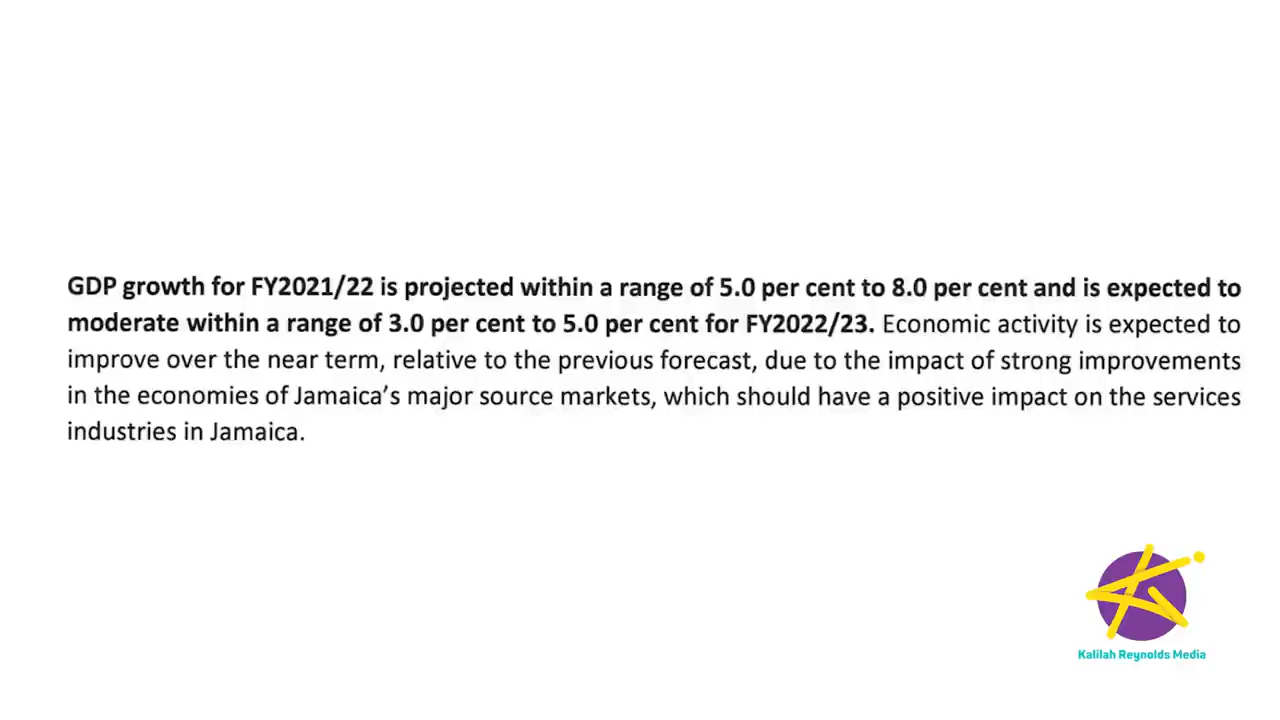 GDP growth for FY2021/22 is projected within a range of 5.0 per cent to 8.0 per cent and is expected to
moderate within a range of 3.0 per cent to 5.0 per cent for FY2022/23. Economic activity is expected to
improve over the near term, relative to the previous forecast, due to the impact of strong improvements
in the economies of Jamaica’s major source markets, which should have a positive impact on the services
industries in Jamaica.
Kalilah Reynolds Media